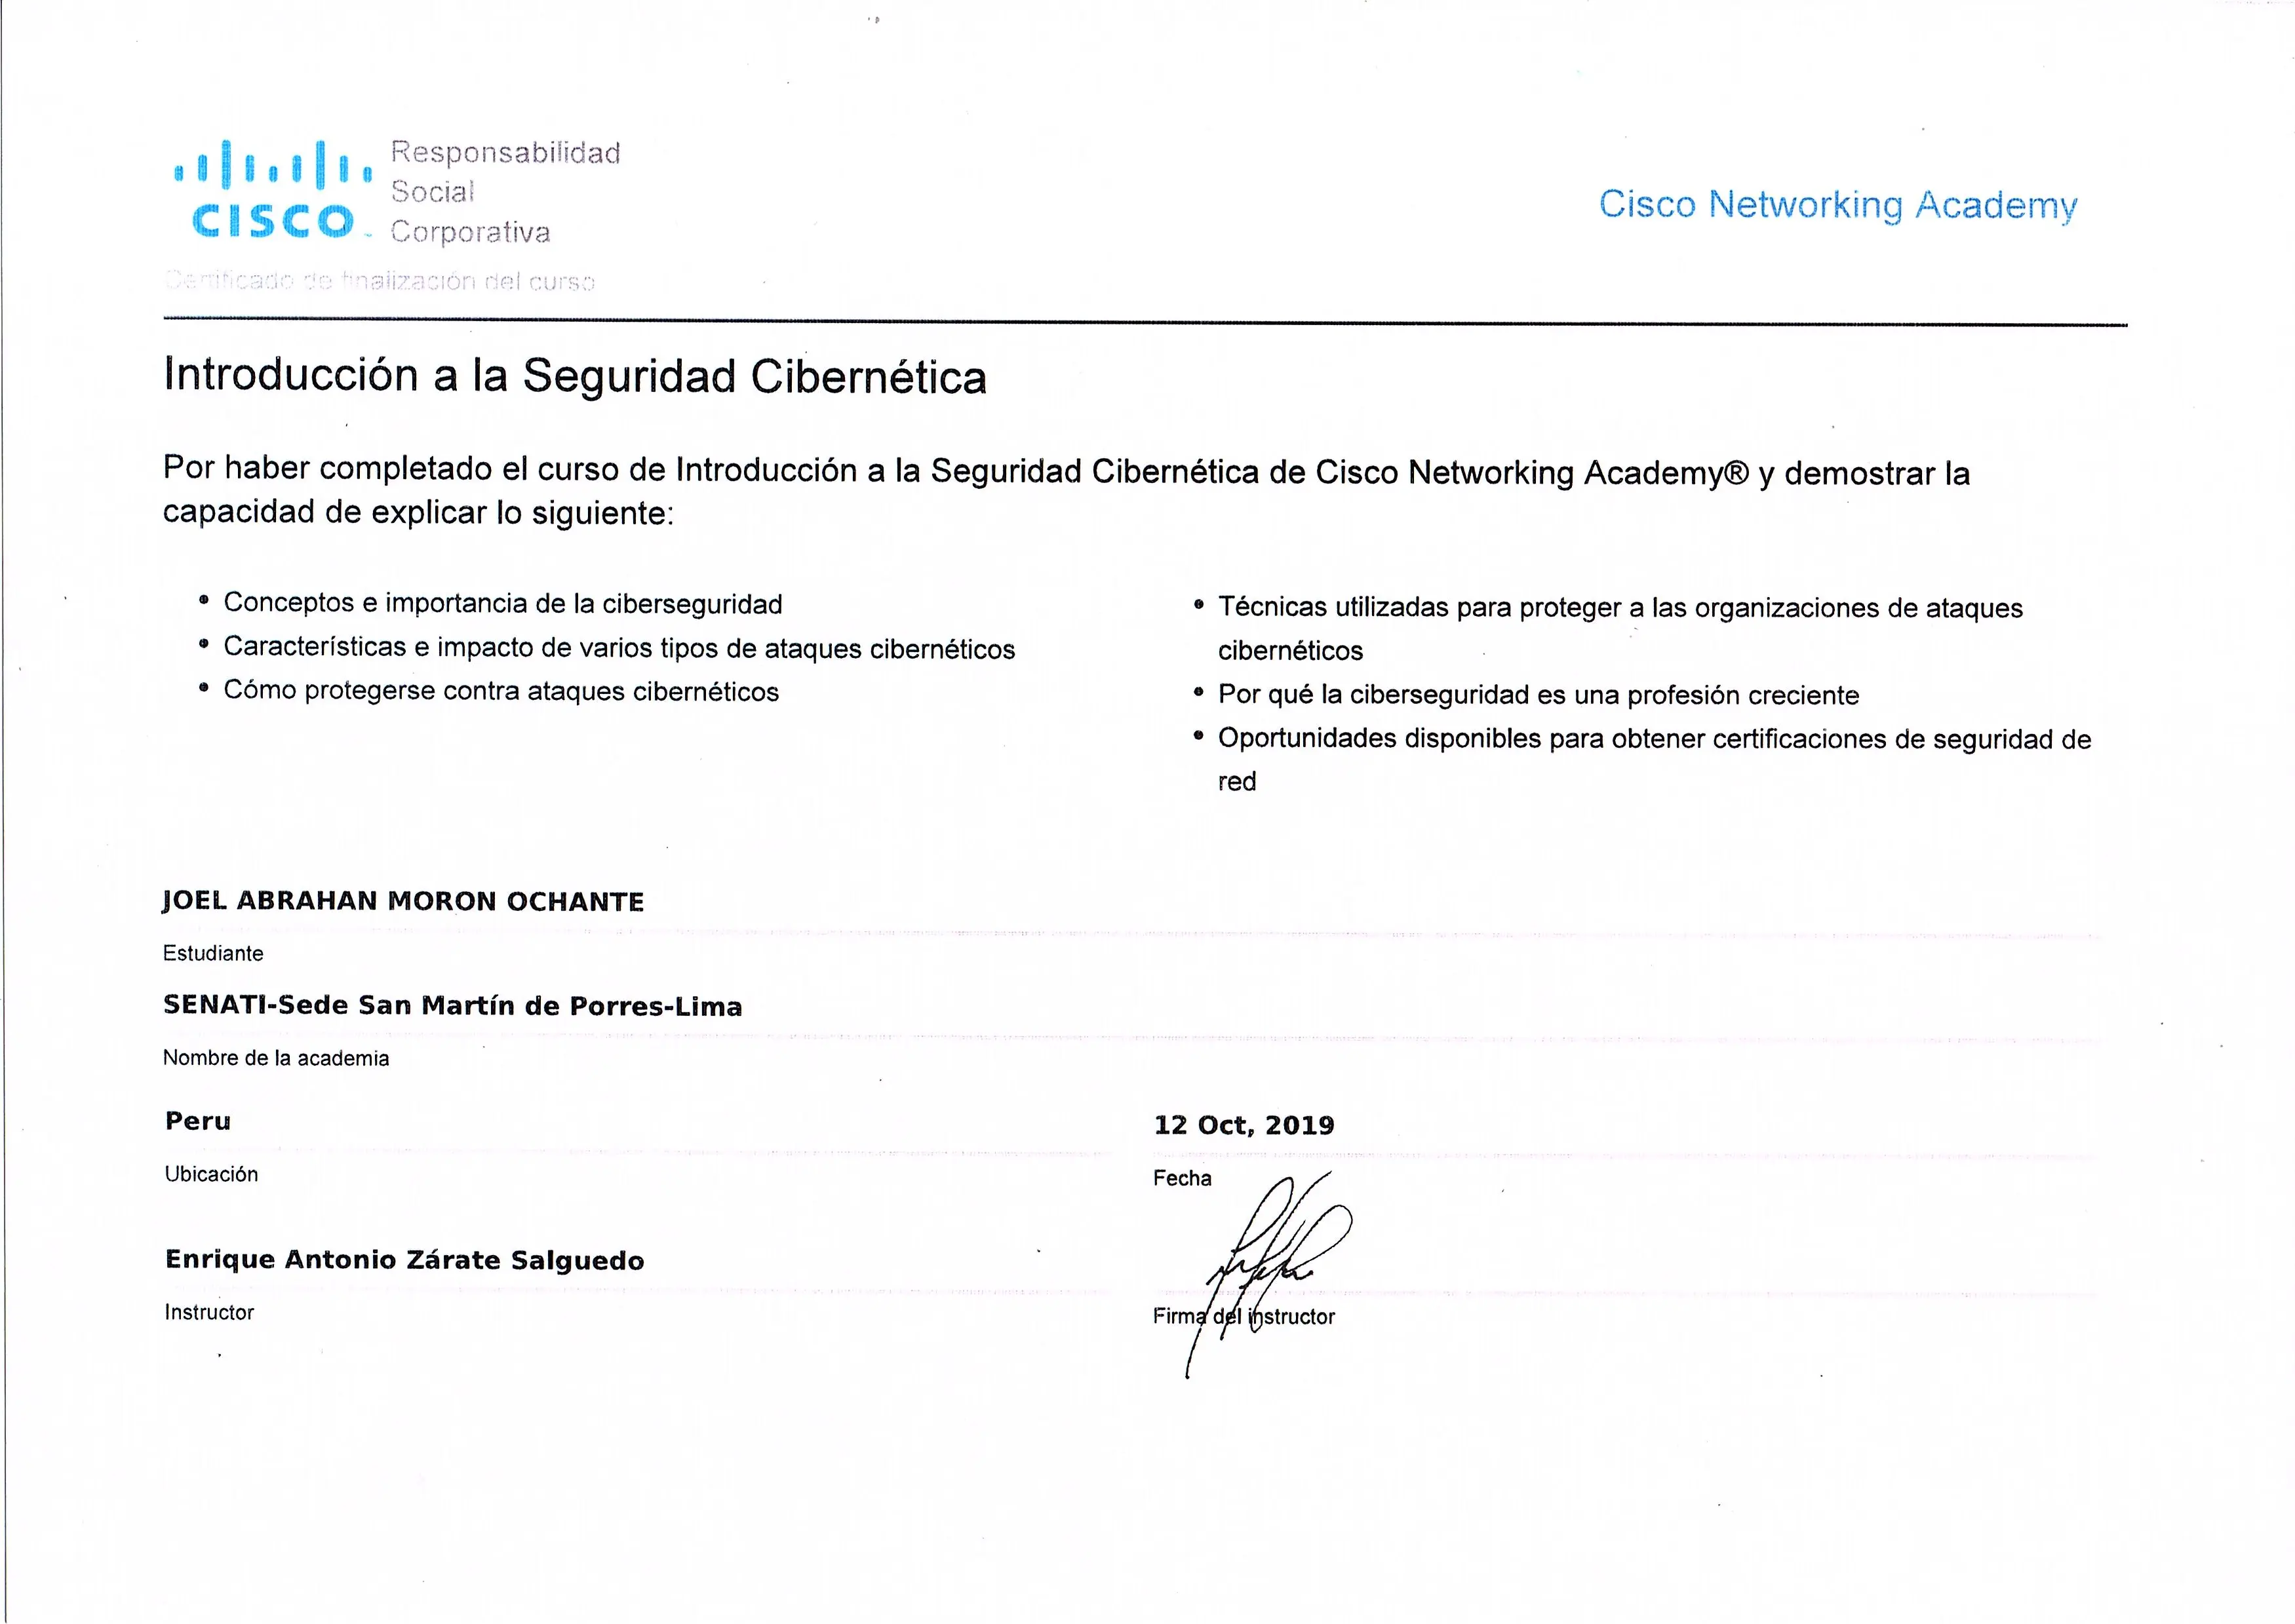 Responsabilidad
Social
Corporativa
CISCO
Cisco Networking Academy
Certificado de finalización del curso
Introducción a la Seguridad Cibernética
Por haber completado el curso de Introducción a la Seguridad Cibernética de Cisco Networking Academy® y demostrar la
capacidad de explicar lo siguiente:
• Conceptos e importancia de la ciberseguridad
• Características e impacto de varios tipos de ataques cibernéticos
• Cómo protegerse contra ataques cibernéticos
• Técnicas utilizadas para proteger a las organizaciones de ataques
cibernéticos
• Por qué la ciberseguridad es una profesión creciente
• Oportunidades disponibles para obtener certificaciones de seguridad de
red
JOEL ABRAHAN MORON OCHANTE
Estudiante
SENATI-Sede San Martín de Porres-Lima
Nombre de la academia
Peru
Ubicación
12 Oct, 2019
Fecha
Enrique Antonio Zárate Salguedo
Instructor
Firma del instructor